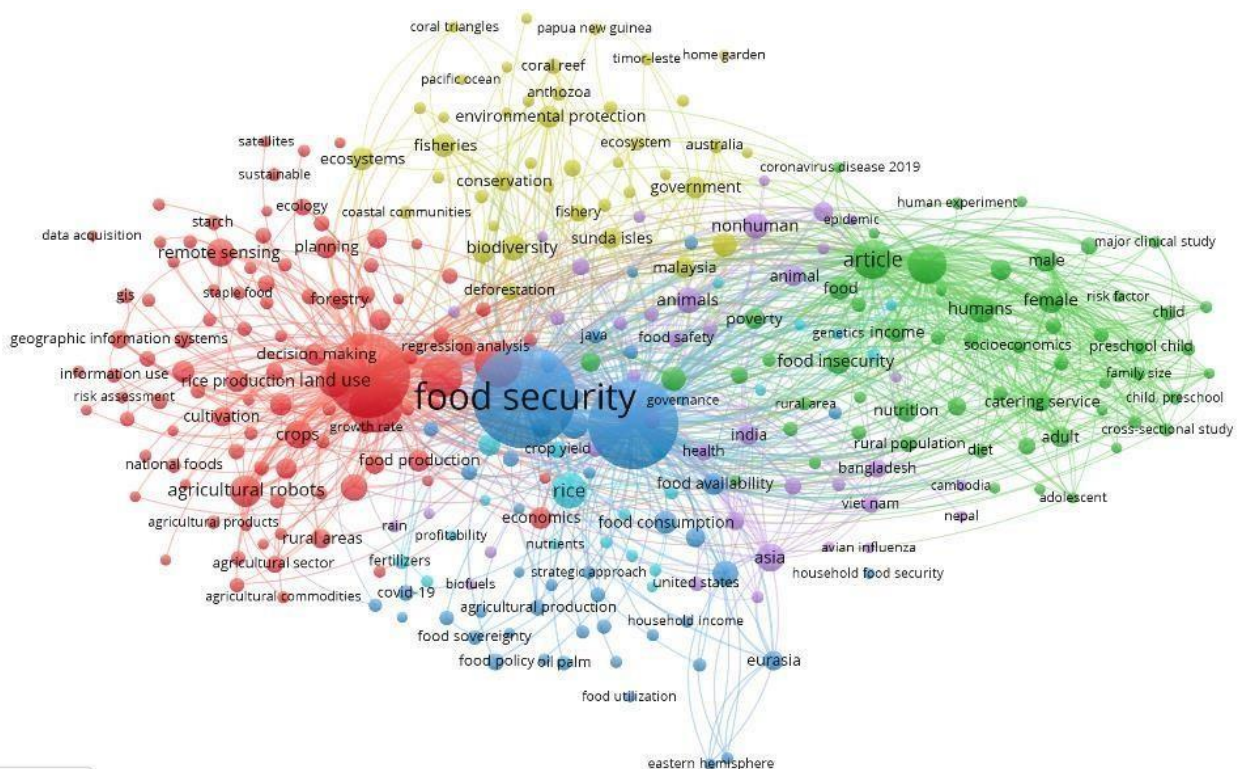 coral triangles
papua new guinea
timor-leste
home garden
coral reef
pacific ocean
anthozoa
environmental protection
satellites
fisheries
ecosystem
australia
ecosystems
coronavirus disease 2019
sustainable
conservation
government
human experiment
ecology
coastal communities
fishery
epidemic
starch
nonhuman
data acquisition
planning
biodiversity
sunda isles
major clinical study
remote sensing
article
male
malaysia
animal
staple food
deforestation
food
gis
forestry
animals
humans
female
risk factor
child
poverty
java
food safety
genetics
income
geographic information systems
decision making
regression analysis
socioeconomics
preschool child
food insecurity
information use
rice production
land use
family size
risk assessment
food security
governance
rural area
catering service
child, preschool
cultivation
nutrition
growth rate
crops
india
adult
cross-sectional study
crop yield
health
rural population
diet
national foods
food production
bangladesh
agricultural robots
rice
food availability
cambodia
adolescent
viet nam
agricultural products
rain
economics
food consumption
nepal
profitability
rural areas
nutrients
avian influenza
agricultural sector
fertilizers
asia
strategic approach
household food security
biofuels
united states
agricultural commodities
covid-19
agricultural production
household income
food sovereignty
food policy
oil palm
eurasia
food utilization
eastern hemisphere